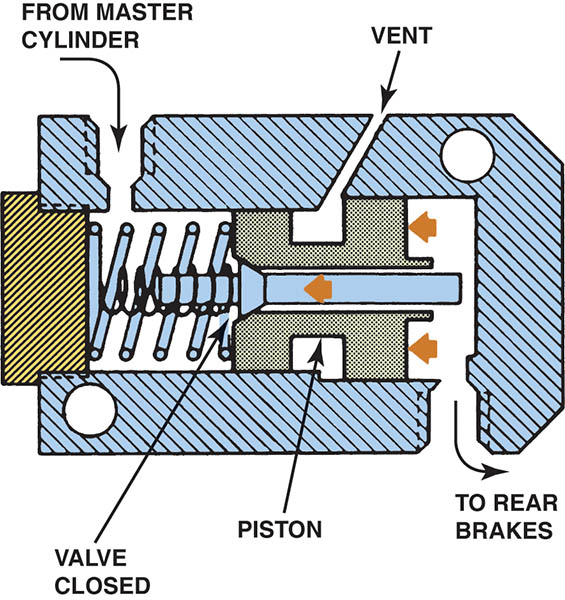 FROM MASTER
CYLINDER
VENT
TO REAR
BRAKES
PISTON
VALVE
CLOSED